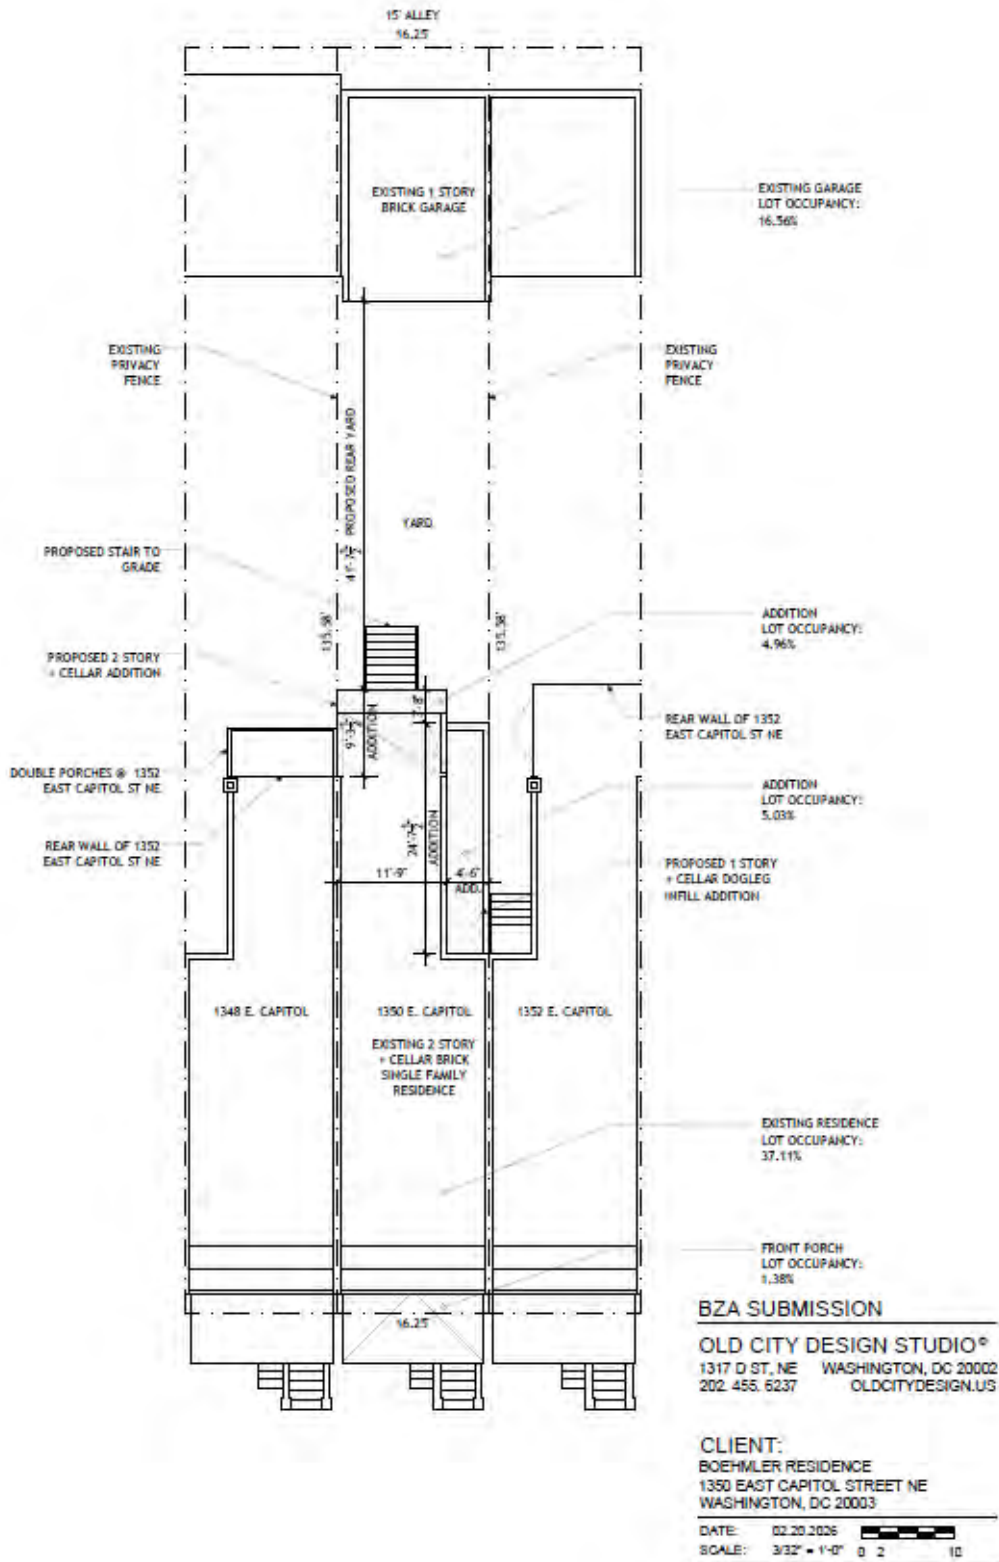 15' ALLEY
16.25'
EXISTING 1 STORY
BRICK GARAGE
EXISTING GARAGE
LOT OCCUPANCY:
16.56%
EXISTING
PRIVACY
FENCE
EXISTING
PRIVACY
FENCE
PROPOSED REAR YARD
YARD
PROPOSED STAIR TO
GRADE
135.58'
135.58'
ADDITION
LOT OCCUPANCY:
4.96%
PROPOSED 2 STORY
+ CELLAR ADDITION
ADDITION
REAR WALL OF 1352
EAST CAPITOL ST NE
DOUBLE PORCHES @ 1352
EAST CAPITOL ST NE
ADDITION
LOT OCCUPANCY:
5.03%
REAR WALL OF 1352
EAST CAPITOL ST NE
24'-7½"
ADDITION
PROPOSED 1 STORY
+ CELLAR DOGLEG
INFILL ADDITION
11'-9"
4'-6"
ADD.
1348 E. CAPITOL
1350 E. CAPITOL
1352 E. CAPITOL
EXISTING 2 STORY
+ CELLAR BRICK
SINGLE FAMILY
RESIDENCE
EXISTING RESIDENCE
LOT OCCUPANCY:
37.11%
FRONT PORCH
LOT OCCUPANCY:
1.38%
16.25'
BZA SUBMISSION
OLD CITY DESIGN STUDIO®
1317 D ST, NE WASHINGTON, DC 20002
202. 455. 6237 OLDCITYDESIGN.US
CLIENT:
BOEHMLER RESIDENCE
1350 EAST CAPITOL STREET NE
WASHINGTON, DC 20003
DATE: 02.20.2026
SCALE: 3/32" = 1'-0" 0 2 10